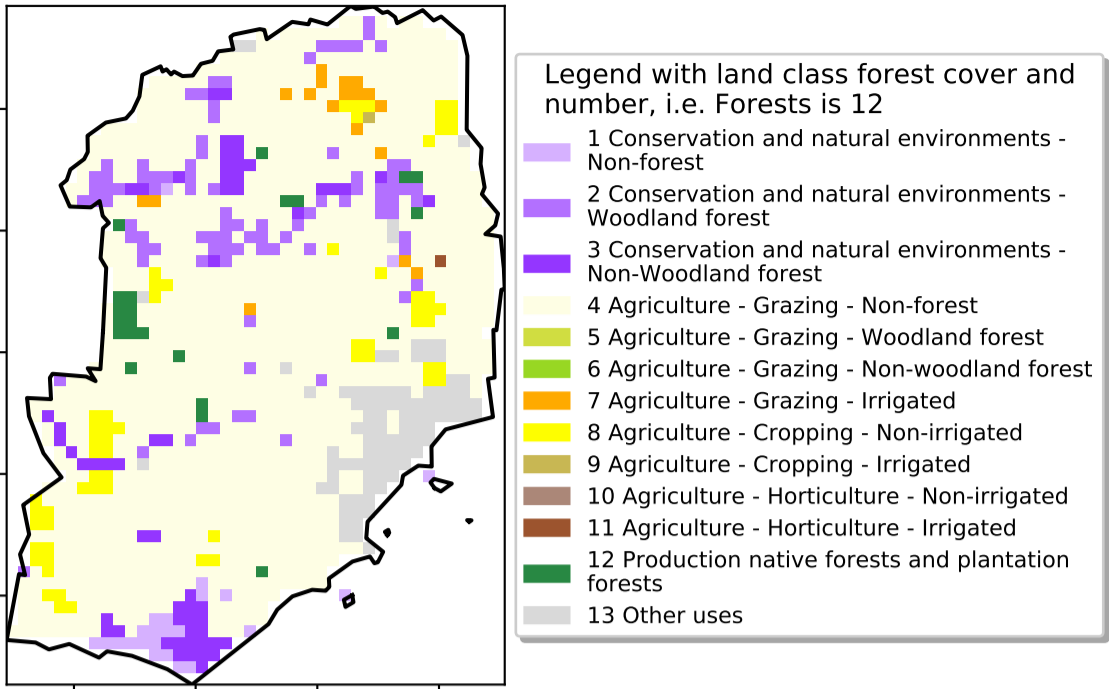 Legend with land class forest cover and
number, i.e. Forests is 12
1 Conservation and natural environments -
Non-forest
2 Conservation and natural environments -
Woodland forest
3 Conservation and natural environments -
Non-Woodland forest
4 Agriculture - Grazing - Non-forest
5 Agriculture - Grazing - Woodland forest
6 Agriculture - Grazing - Non-woodland forest
7 Agriculture - Grazing - Irrigated
8 Agriculture - Cropping - Non-irrigated
9 Agriculture - Cropping - Irrigated
10 Agriculture - Horticulture - Non-irrigated
11 Agriculture - Horticulture - Irrigated
12 Production native forests and plantation
forests
13 Other uses